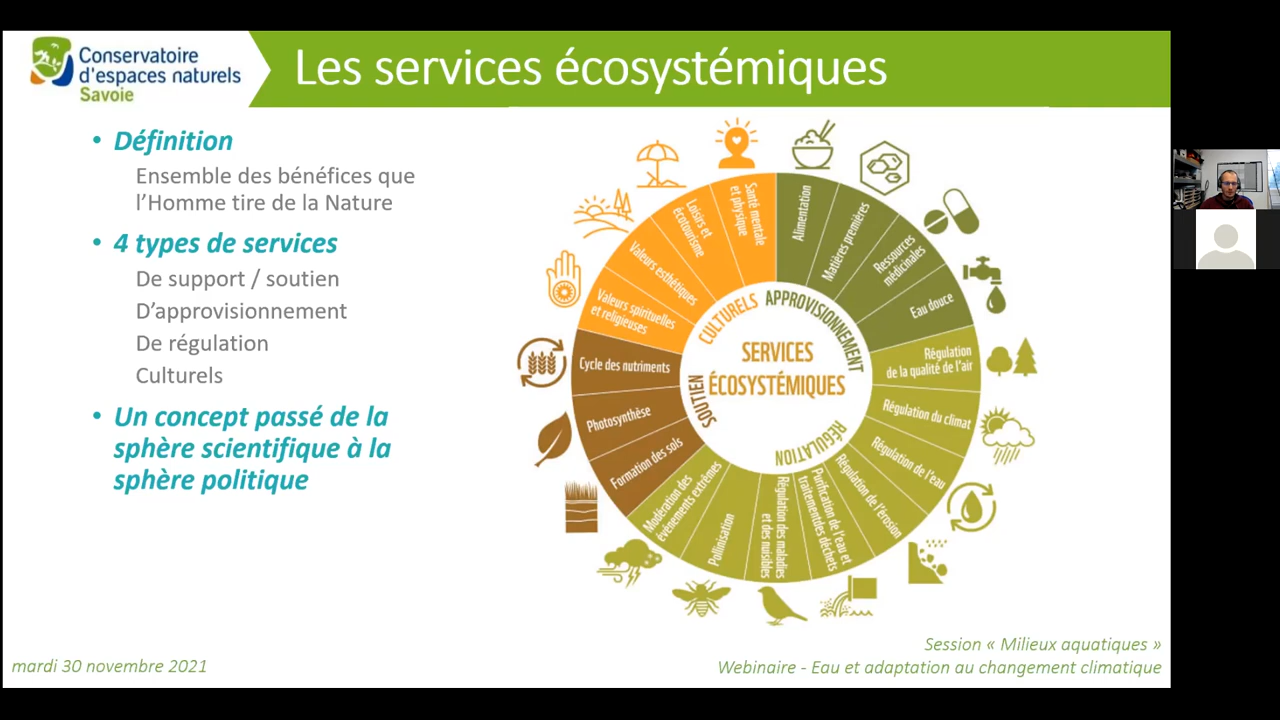 Conservatoire
d'espaces naturels
Savoie
Les services écosystémiques
• Définition
Ensemble des bénéfices que
l'Homme tire de la Nature
• 4 types de services
De support / soutien
D'approvisionnement
De régulation
Culturels
• Un concept passé de la
sphère scientifique à la
sphère politique
SERVICES
ÉCOSYSTÉMIQUES
APPROVISIONNEMENT
Alimentation
Matières premières
Ressources
médicinales
Eau douce
RÉGULATION
Régulation
de la qualité de l'air
Régulation du climat
Régulation de l'eau
Régulation de l'érosion
Purification de l'eau et
traitementdes déchets
Régulation des maladies
et des nuisibles
Pollinisation
Modération des
événements extrêmes
SOUTIEN
Formation des sols
Photosynthèse
Cycle des nutriments
CULTURELS
Valeurs spirituelles
et religieuses
Valeurs esthétiques
Loisirs et
écotourisme
Santé mentale
et physique
mardi 30 novembre 2021
Session « Milieux aquatiques »
Webinaire - Eau et adaptation au changement climatique